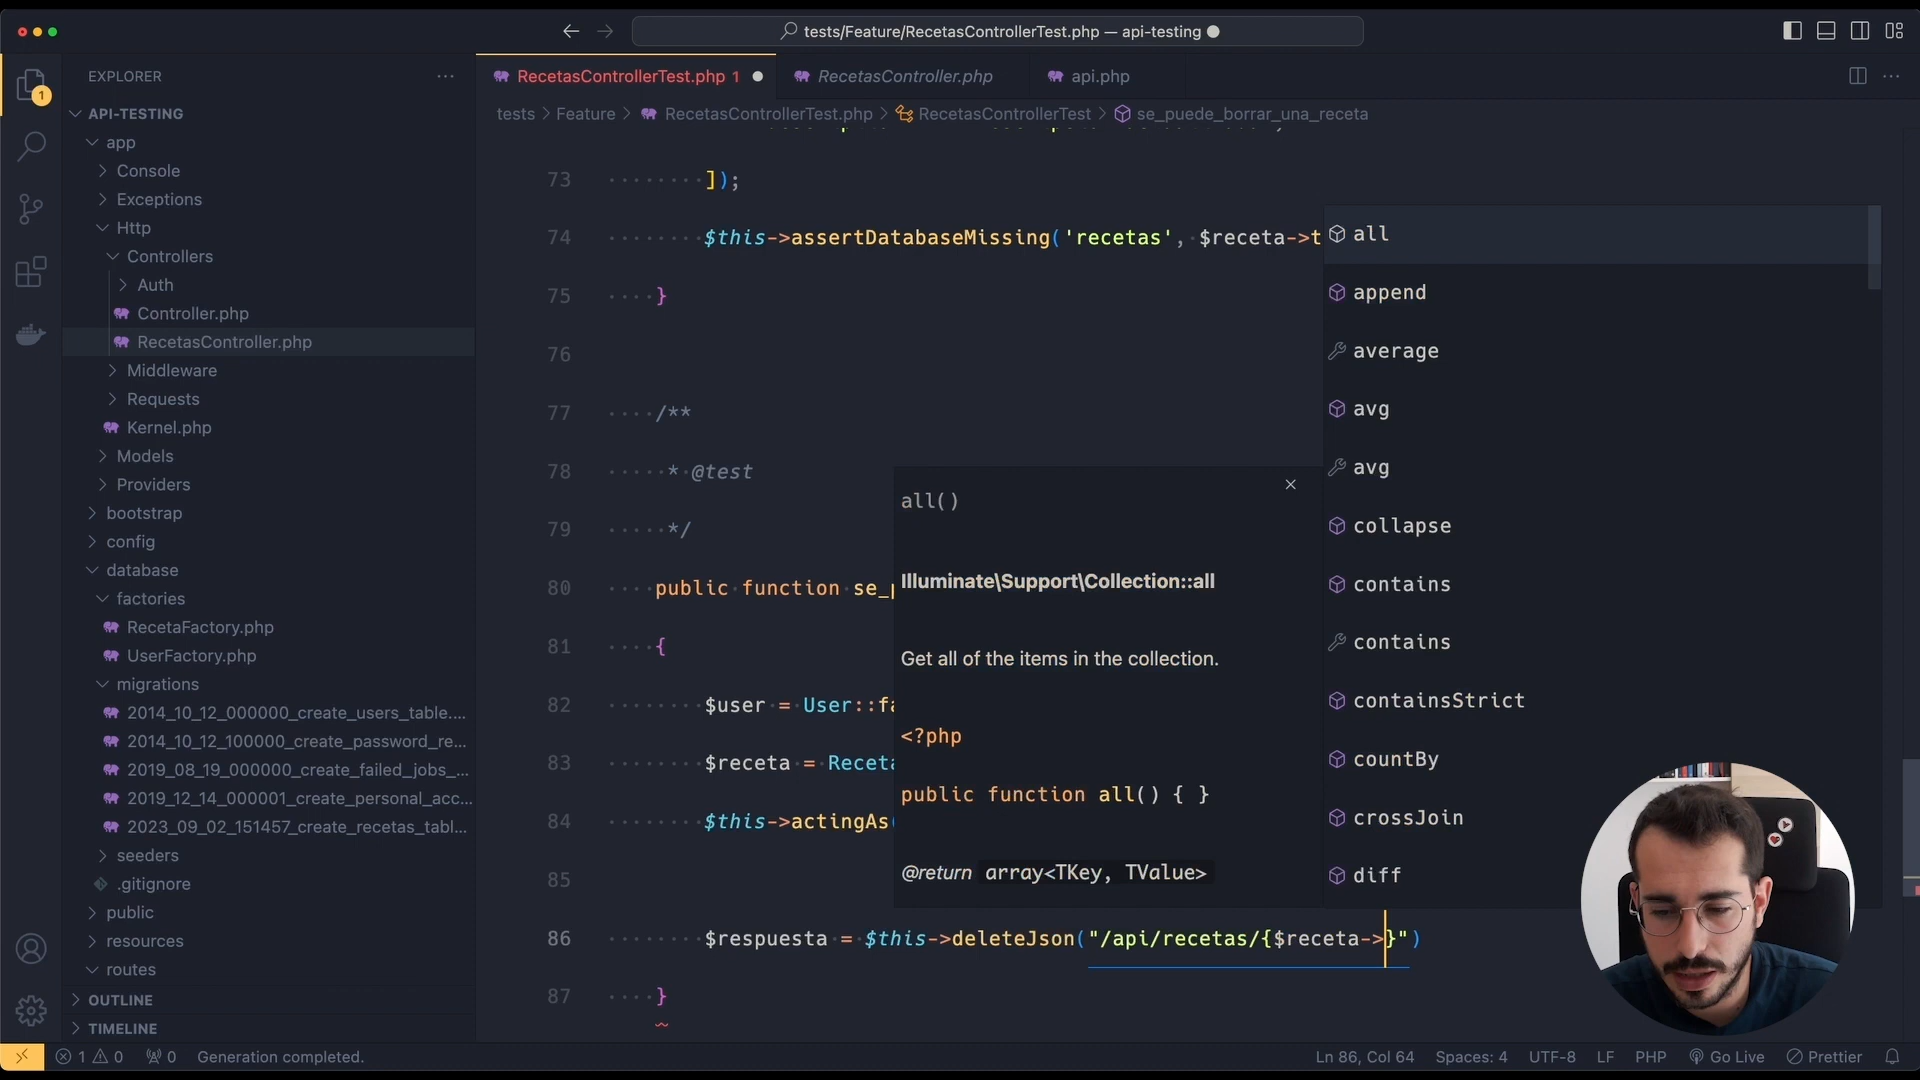 tests/Feature/RecetasControllerTest.php — api-testing
EXPLORER
API-TESTING
app
Console
Exceptions
Http
Controllers
Auth
Controller.php
RecetasController.php
Middleware
Requests
Kernel.php
Models
Providers
bootstrap
config
database
factories
RecetaFactory.php
UserFactory.php
migrations
2014_10_12_000000_create_users_table....
2014_10_12_100000_create_password_re...
2019_08_19_000000_create_failed_jobs_...
2019_12_14_000001_create_personal_acc...
2023_09_02_151457_create_recetas_tabl...
seeders
.gitignore
public
resources
routes
OUTLINE
TIMELINE
RecetasControllerTest.php 1
RecetasController.php
api.php
tests > Feature > RecetasControllerTest.php > RecetasControllerTest > se_puede_borrar_una_receta
73 ]);
74 $this->assertDatabaseMissing('recetas', $receta->t
75 }
76
77 /**
78 * @test
79 */
80 public function se_p
81 {
82 $user = User::fa
83 $receta = Receta
84 $this->actingAs(
85
86 $respuesta = $this->deleteJson("/api/recetas/{$receta->}")
87 }
all()
Illuminate\Support\Collection::all
Get all of the items in the collection.
<?php
public function all() { }
@return array<TKey, TValue>
all
append
average
avg
avg
collapse
contains
contains
containsStrict
countBy
crossJoin
diff
1
1 0 0 Generation completed.
Ln 86, Col 64 Spaces: 4 UTF-8 LF PHP Go Live Prettier